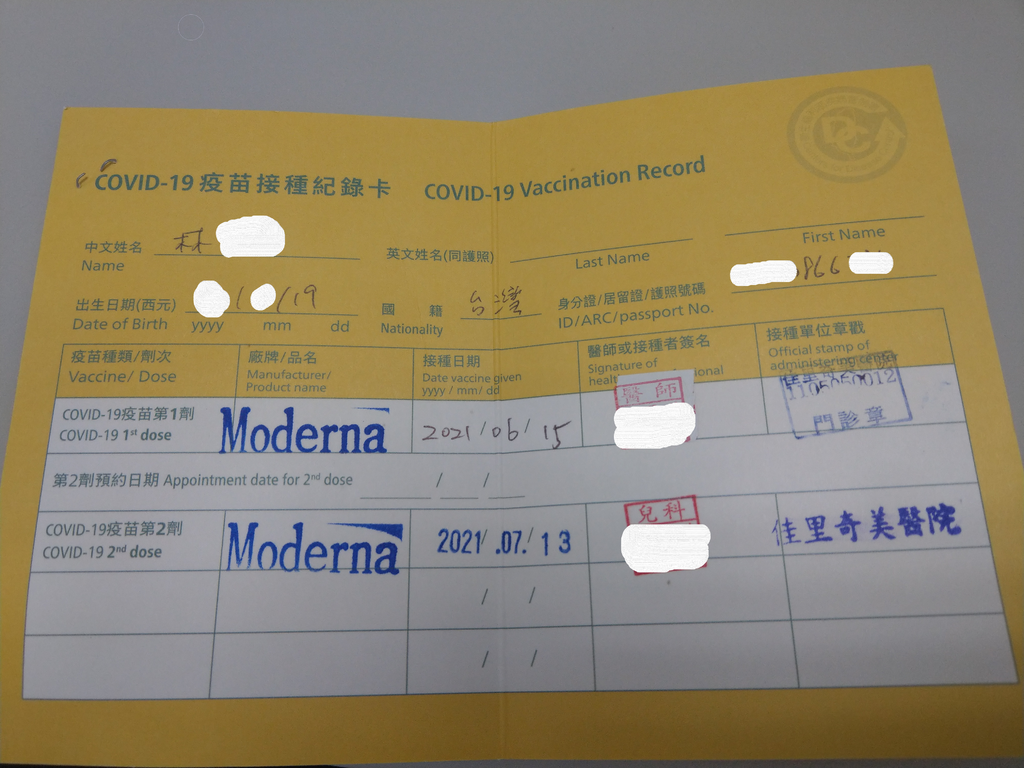 COVID-19 疫苗接種紀錄卡 COVID-19 Vaccination Record
中文姓名 林
Name
英文姓名(同護照)
Last Name
First Name
出生日期(西元) / /19
Date of Birth yyyy mm dd
國籍 台灣
Nationality
身分證/居留證/護照號碼 866
ID/ARC/passport No.
疫苗種類/劑次
Vaccine/ Dose
廠牌/品名
Manufacturer/
Product name
接種日期
Date vaccine given
yyyy / mm/ dd
醫師或接種者簽名
Signature of
接種單位章戳
Official stamp of
administering center
COVID-19疫苗第1劑
COVID-19 1st dose
Moderna
2021/06/15
醫師
門診章
第2劑預約日期 Appointment date for 2nd dose / /
COVID-19疫苗第2劑
COVID-19 2nd dose
Moderna
2021/.07./13
兒科
佳里奇美醫院
/ /
/ /